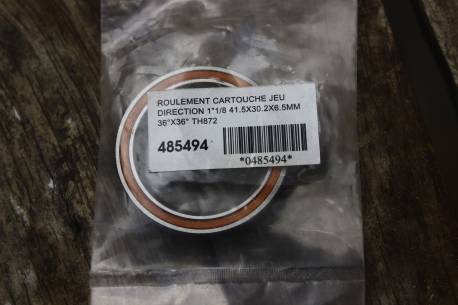 ROULEMENT CARTOUCHE JEU
DIRECTION 1"1/8 41.5X30.2X6.5MM
36°X36° TH872
485494
*0485494*